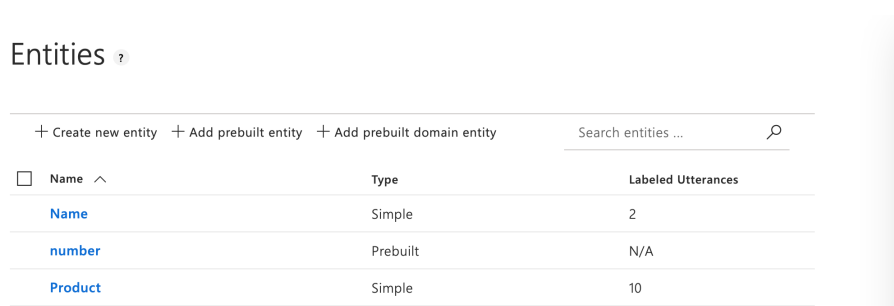 Entities ?
+ Create new entity + Add prebuilt entity + Add prebuilt domain entity Search entities ...
Name Type Labeled Utterances
Name Simple 2
number Prebuilt N/A
Product Simple 10